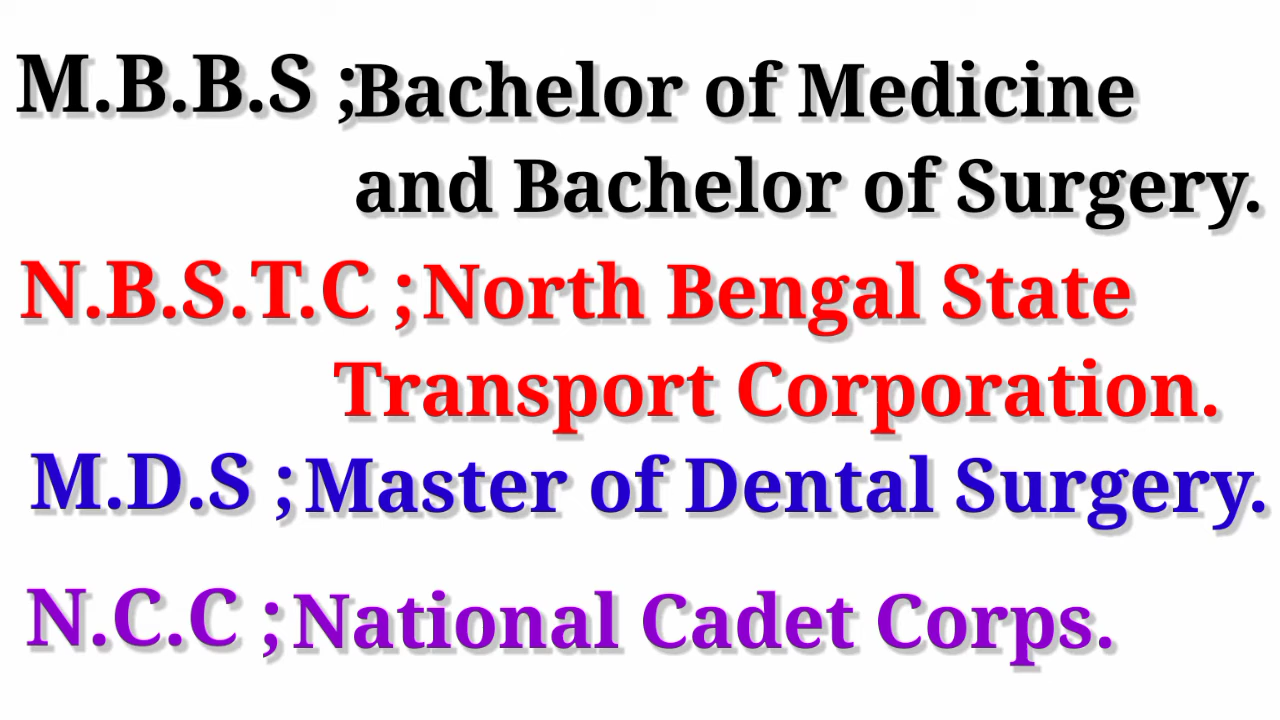 M.B.B.S ;Bachelor of Medicine
and Bachelor of Surgery.
N.B.S.T.C ;North Bengal State
Transport Corporation.
M.D.S ;Master of Dental Surgery.
N.C.C ;National Cadet Corps.